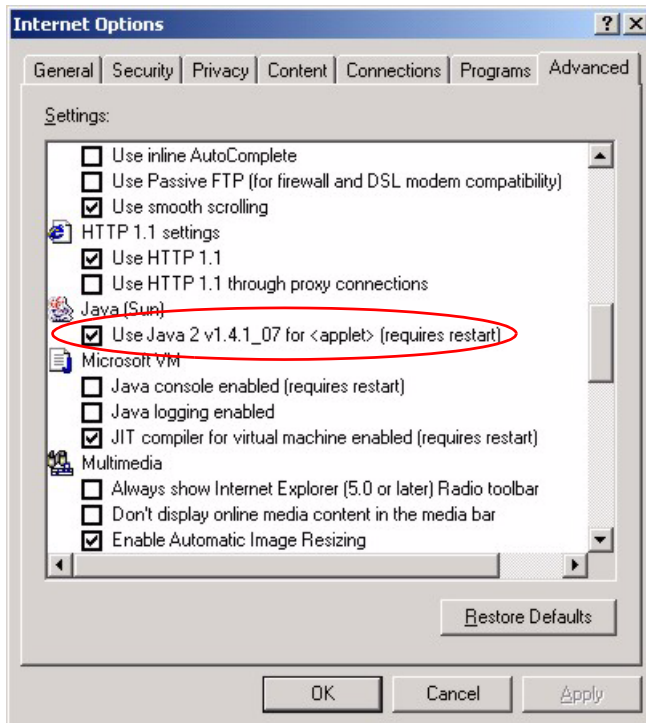 Internet Options
General Security Privacy Content Connections Programs Advanced
Settings:
Use inline AutoComplete
Use Passive FTP (for firewall and DSL modem compatibility)
Use smooth scrolling
HTTP 1.1 settings
Use HTTP 1.1
Use HTTP 1.1 through proxy connections
Java (Sun)
Use Java 2 v1.4.1_07 for <applet> (requires restart)
Microsoft VM
Java console enabled (requires restart)
Java logging enabled
JIT compiler for virtual machine enabled (requires restart)
Multimedia
Always show Internet Explorer (5.0 or later) Radio toolbar
Don't display online media content in the media bar
Enable Automatic Image Resizing
Restore Defaults
OK Cancel Apply